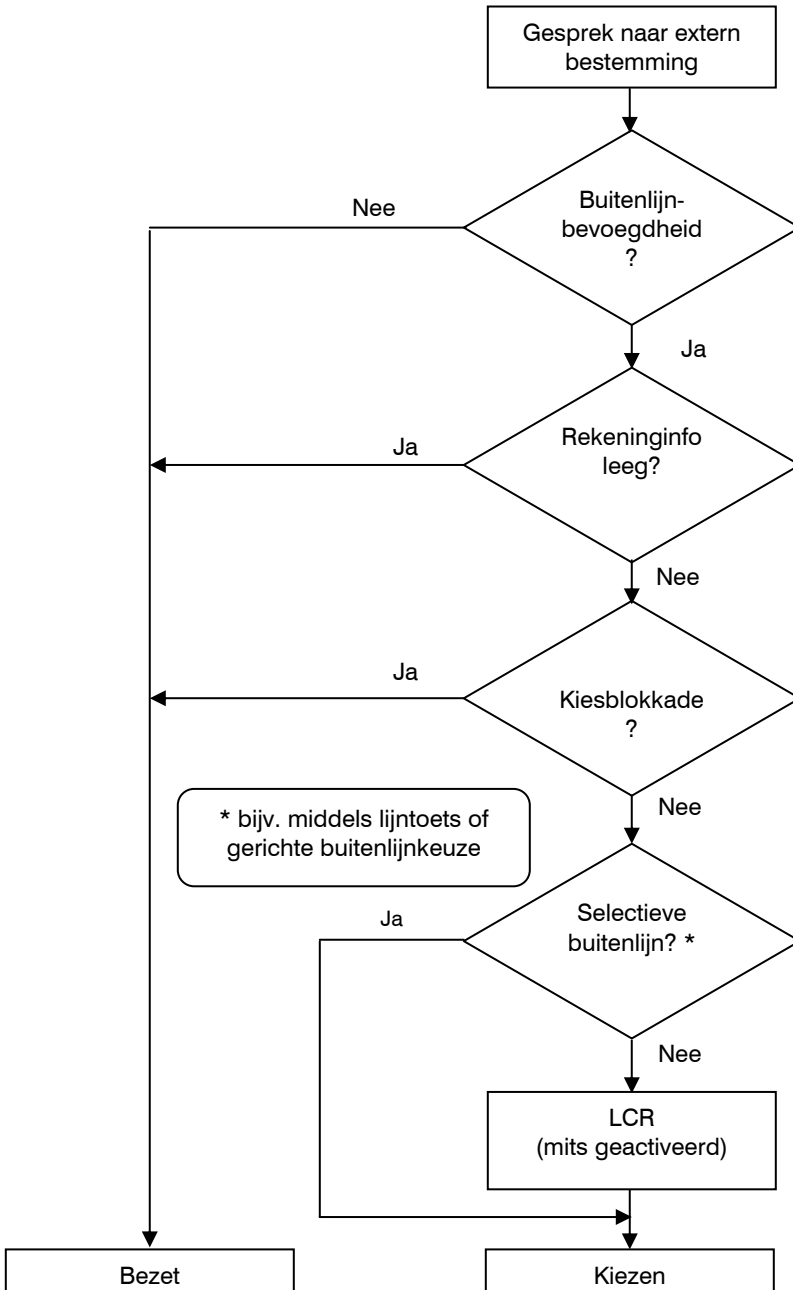 Gesprek naar extern
bestemming
Buitenlijn-
bevoegdheid
?
Nee
Ja
Rekeninginfo
leeg?
Ja
Nee
Kiesblokkade
?
Ja
Nee
* bijv. middels lijntoets of
gerichte buitenlijnkeuze
Selectieve
buitenlijn? *
Ja
Nee
LCR
(mits geactiveerd)
Bezet
Kiezen